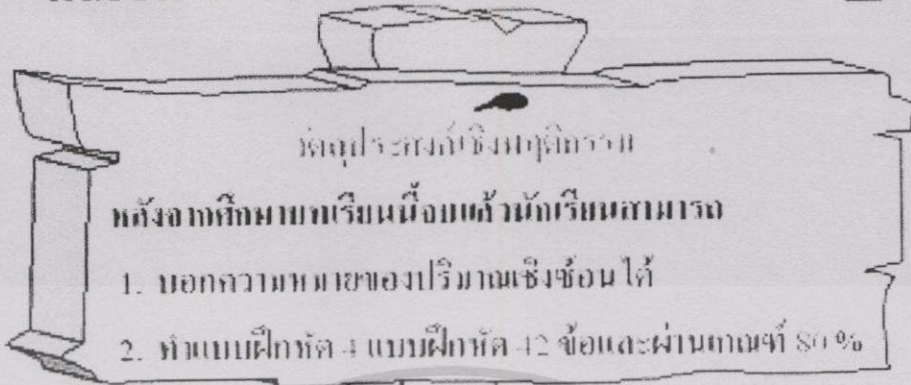 วัตถุประสงค์เชิงพฤติกรรม
หลังจากศึกษาบทเรียนนี้จบแล้วนักเรียนสามารถ
1. บอกความหมายของปริมาณเชิงซ้อนได้
2. ทำแบบฝึกหัด 4 แบบฝึกหัด 42 ข้อและผ่านเกณฑ์ 80 %